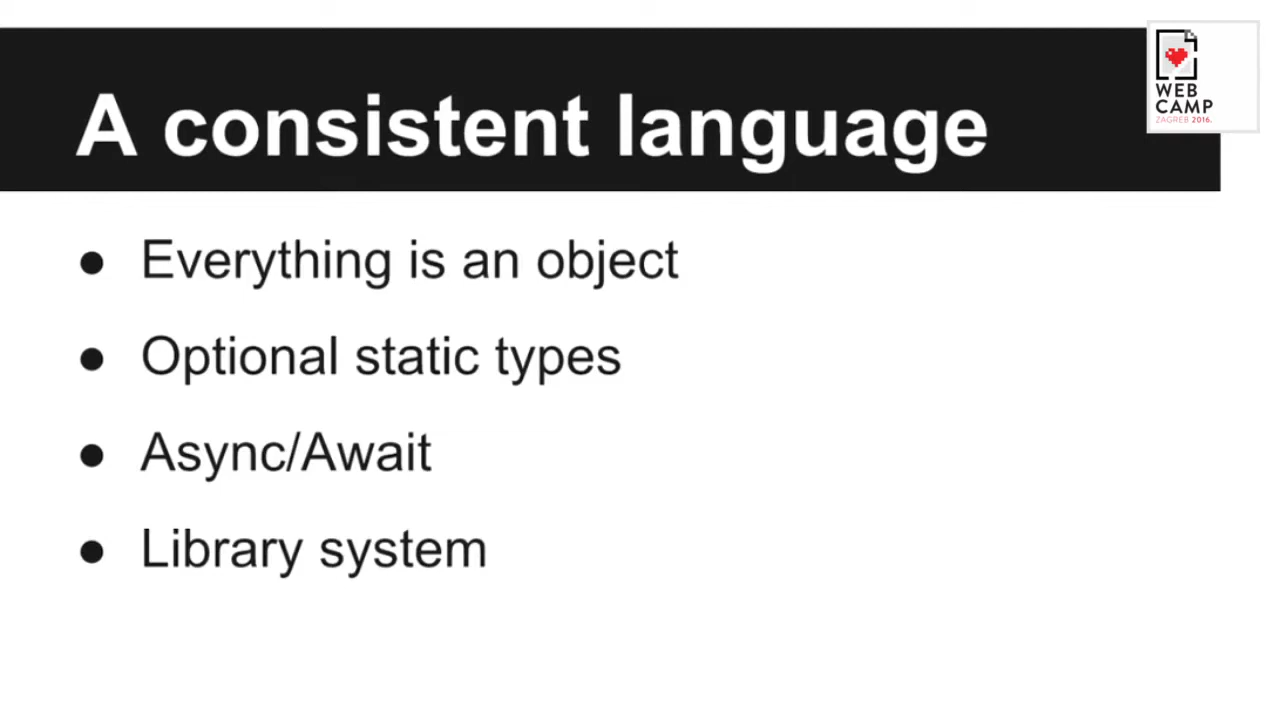 A consistent language
WEB
CAMP
ZAGREB 2016.
● Everything is an object
● Optional static types
● Async/Await
● Library system